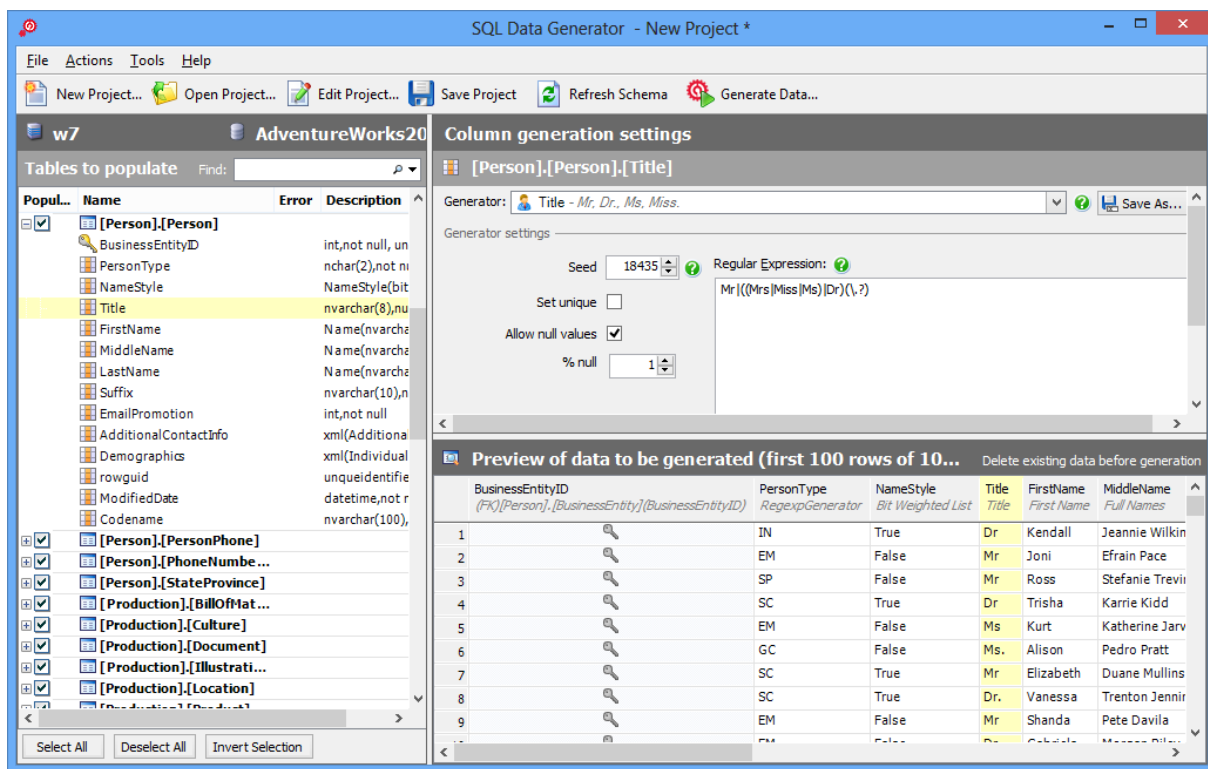 SQL Data Generator - New Project *
File Actions Tools Help
New Project... Open Project... Edit Project... Save Project Refresh Schema Generate Data...
w7 AdventureWorks20
Tables to populate Find:
Popul... Name Error Description
[Person].[Person]
BusinessEntityID int,not null, un
PersonType nchar(2),not nu
NameStyle NameStyle(bit
Title nvarchar(8),nu
FirstName Name(nvarcha
MiddleName Name(nvarcha
LastName Name(nvarcha
Suffix nvarchar(10),n
EmailPromotion int,not null
AdditionalContactInfo xml(Additional
Demographics xml(Individual
rowguid unqueidentifie
ModifiedDate datetime,not r
Codename nvarchar(100),
[Person].[PersonPhone]
[Person].[PhoneNumbe...
[Person].[StateProvince]
[Production].[BillOfMat...
[Production].[Culture]
[Production].[Document]
[Production].[Illustrati...
[Production].[Location]
Select All Deselect All Invert Selection
Column generation settings
[Person].[Person].[Title]
Generator: Title - Mr, Dr., Ms, Miss. Save As...
Generator settings
Seed 18435 Regular Expression:
Mr|((Mrs|Miss|Ms)|Dr)(\.?)
Set unique
Allow null values
% null 1
Preview of data to be generated (first 100 rows of 10... Delete existing data before generation
BusinessEntityID PersonType NameStyle Title FirstName MiddleName
(FK)[Person].[BusinessEntity](BusinessEntityID) RegexpGenerator Bit Weighted List Title First Name Full Names
1 IN True Dr Kendall Jeannie Wilkin
2 EM False Mr Joni Efrain Pace
3 SP False Mr Ross Stefanie Trevi
4 SC True Dr Trisha Karrie Kidd
5 EM False Ms Kurt Katherine Jarv
6 GC False Ms. Alison Pedro Pratt
7 SC True Mr Elizabeth Duane Mullins
8 SC True Dr. Vanessa Trenton Jennin
9 EM False Mr Shanda Pete Davila